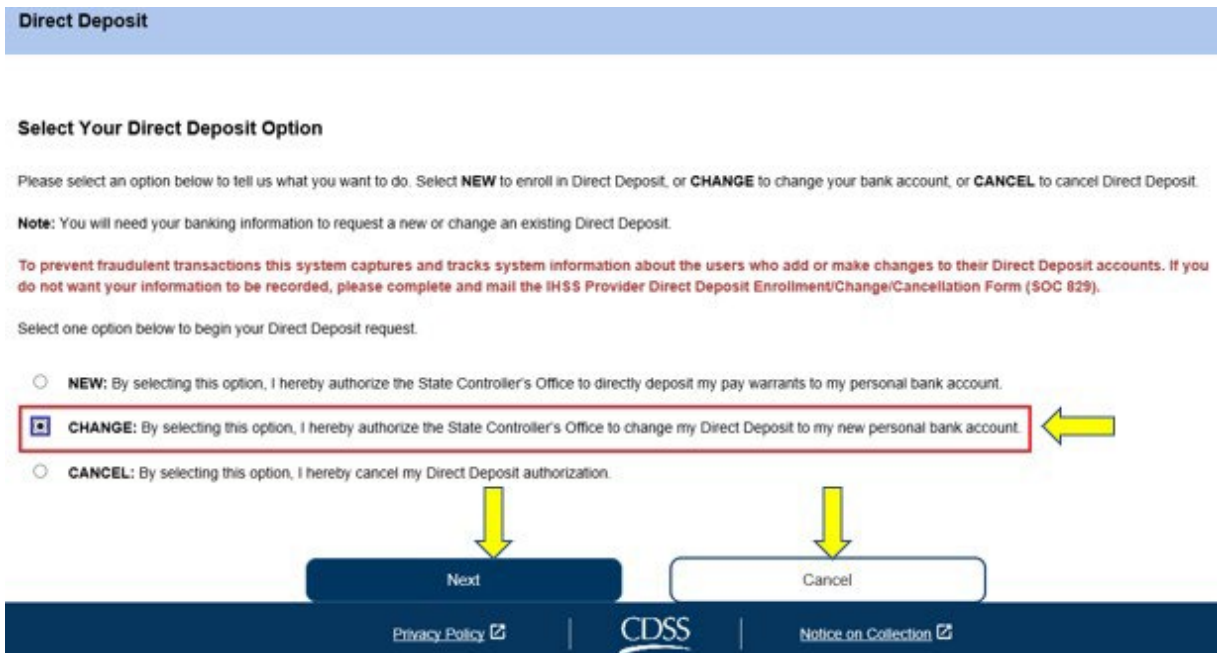 Direct Deposit
Select Your Direct Deposit Option
Please select an option below to tell us what you want to do. Select NEW to enroll in Direct Deposit, or CHANGE to change your bank account, or CANCEL to cancel Direct Deposit.
Note: You will need your banking information to request a new or change an existing Direct Deposit.
To prevent fraudulent transactions this system captures and tracks system information about the users who add or make changes to their Direct Deposit accounts. If you
do not want your information to be recorded, please complete and mail the IHSS Provider Direct Deposit Enrollment/Change/Cancellation Form (SOC 829).
Select one option below to begin your Direct Deposit request.
NEW: By selecting this option, I hereby authorize the State Controller's Office to directly deposit my pay warrants to my personal bank account.
CHANGE: By selecting this option, I hereby authorize the State Controller's Office to change my Direct Deposit to my new personal bank account.
CANCEL: By selecting this option, I hereby cancel my Direct Deposit authorization.
Next Cancel
Privacy Policy CDSS Notice on Collection